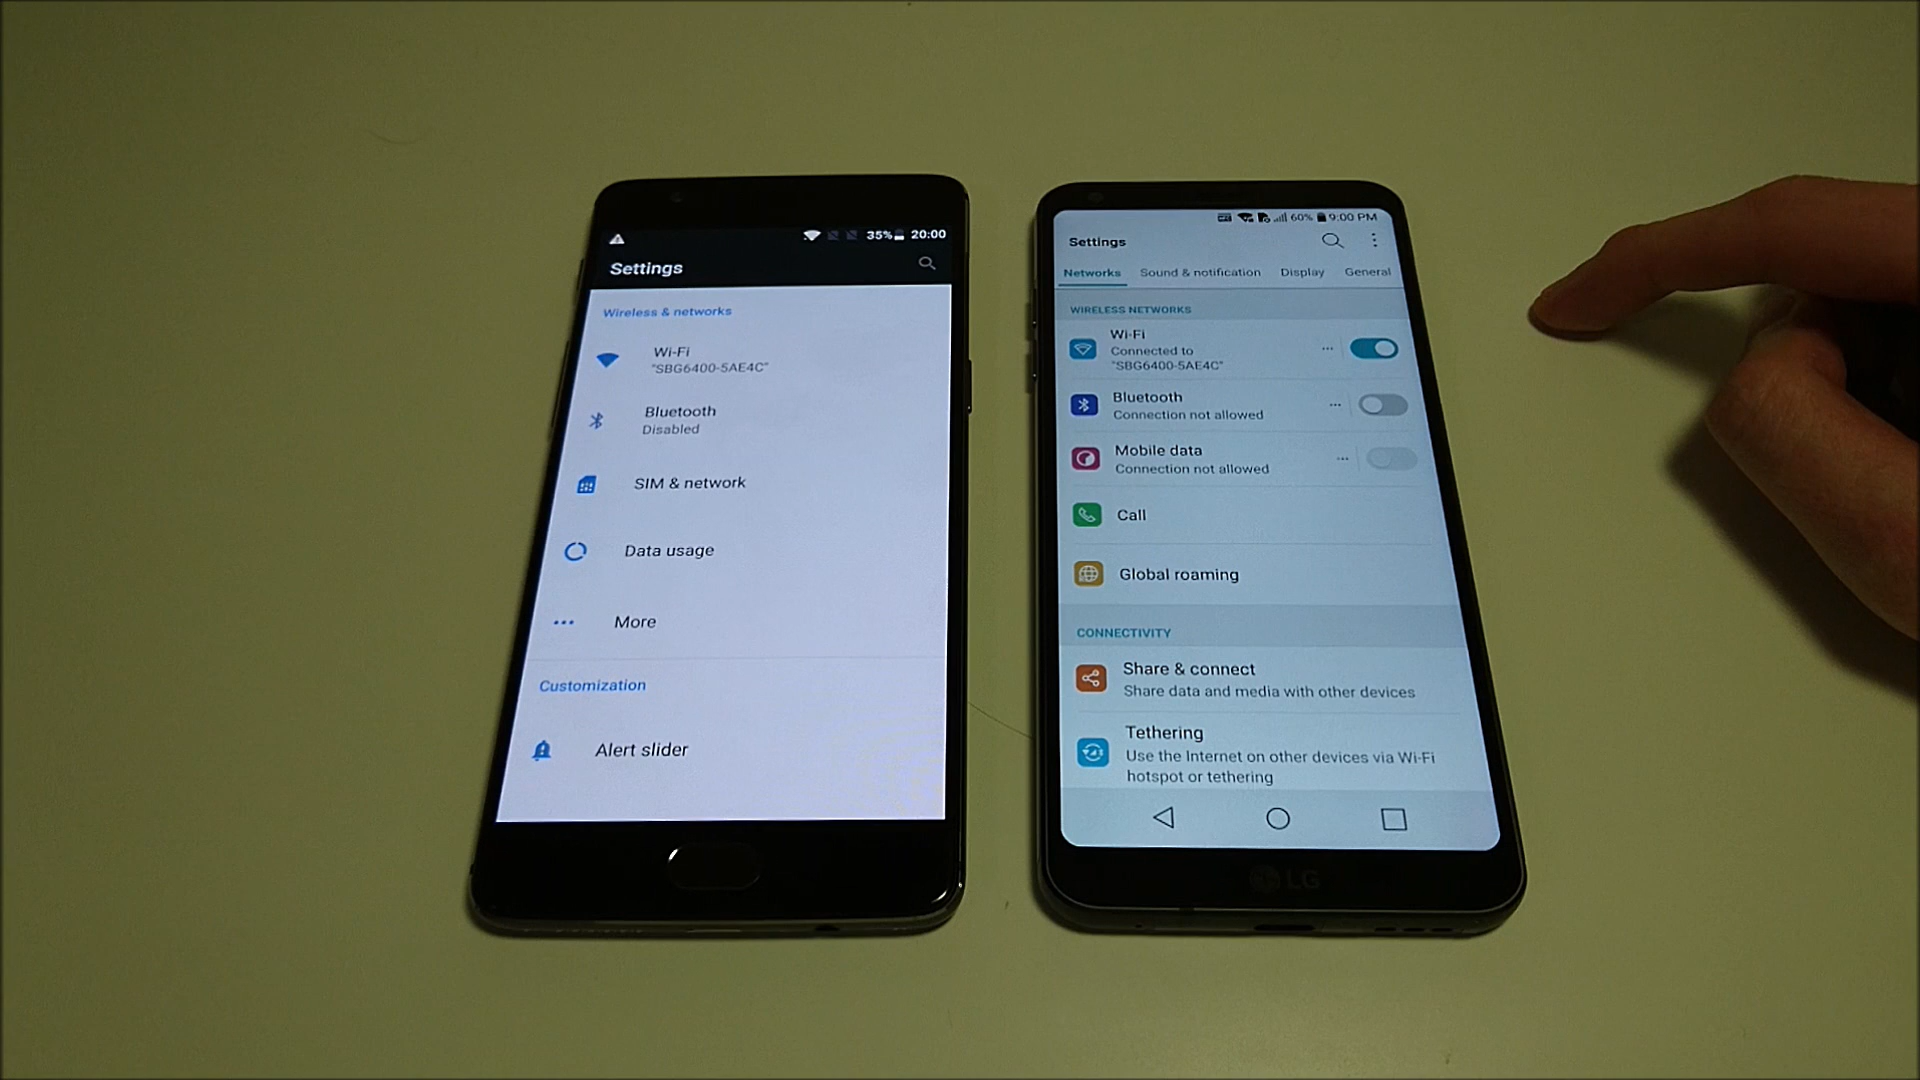 35% 20:00
Settings
Wireless & networks
Wi-Fi
"SBG6400-5AE4C"
Bluetooth
Disabled
SIM & network
Data usage
More
Customization
Alert slider
60% 9:00 PM
Settings
Networks Sound & notification Display General
WIRELESS NETWORKS
Wi-Fi
Connected to
"SBG6400-5AE4C"
Bluetooth
Connection not allowed
Mobile data
Connection not allowed
Call
Global roaming
CONNECTIVITY
Share & connect
Share data and media with other devices
Tethering
Use the Internet on other devices via Wi-Fi
hotspot or tethering
LG